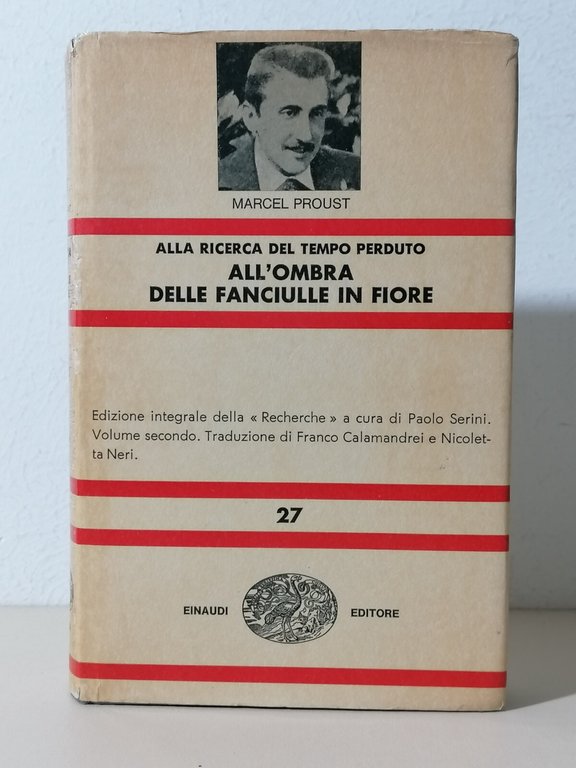 MARCEL PROUST
ALLA RICERCA DEL TEMPO PERDUTO
ALL'OMBRA
DELLE FANCIULLE IN FIORE
Edizione integrale della « Recherche » a cura di Paolo Serini.
Volume secondo. Traduzione di Franco Calamandrei e Nicolet-
ta Neri.
27
EINAUDI EDITORE